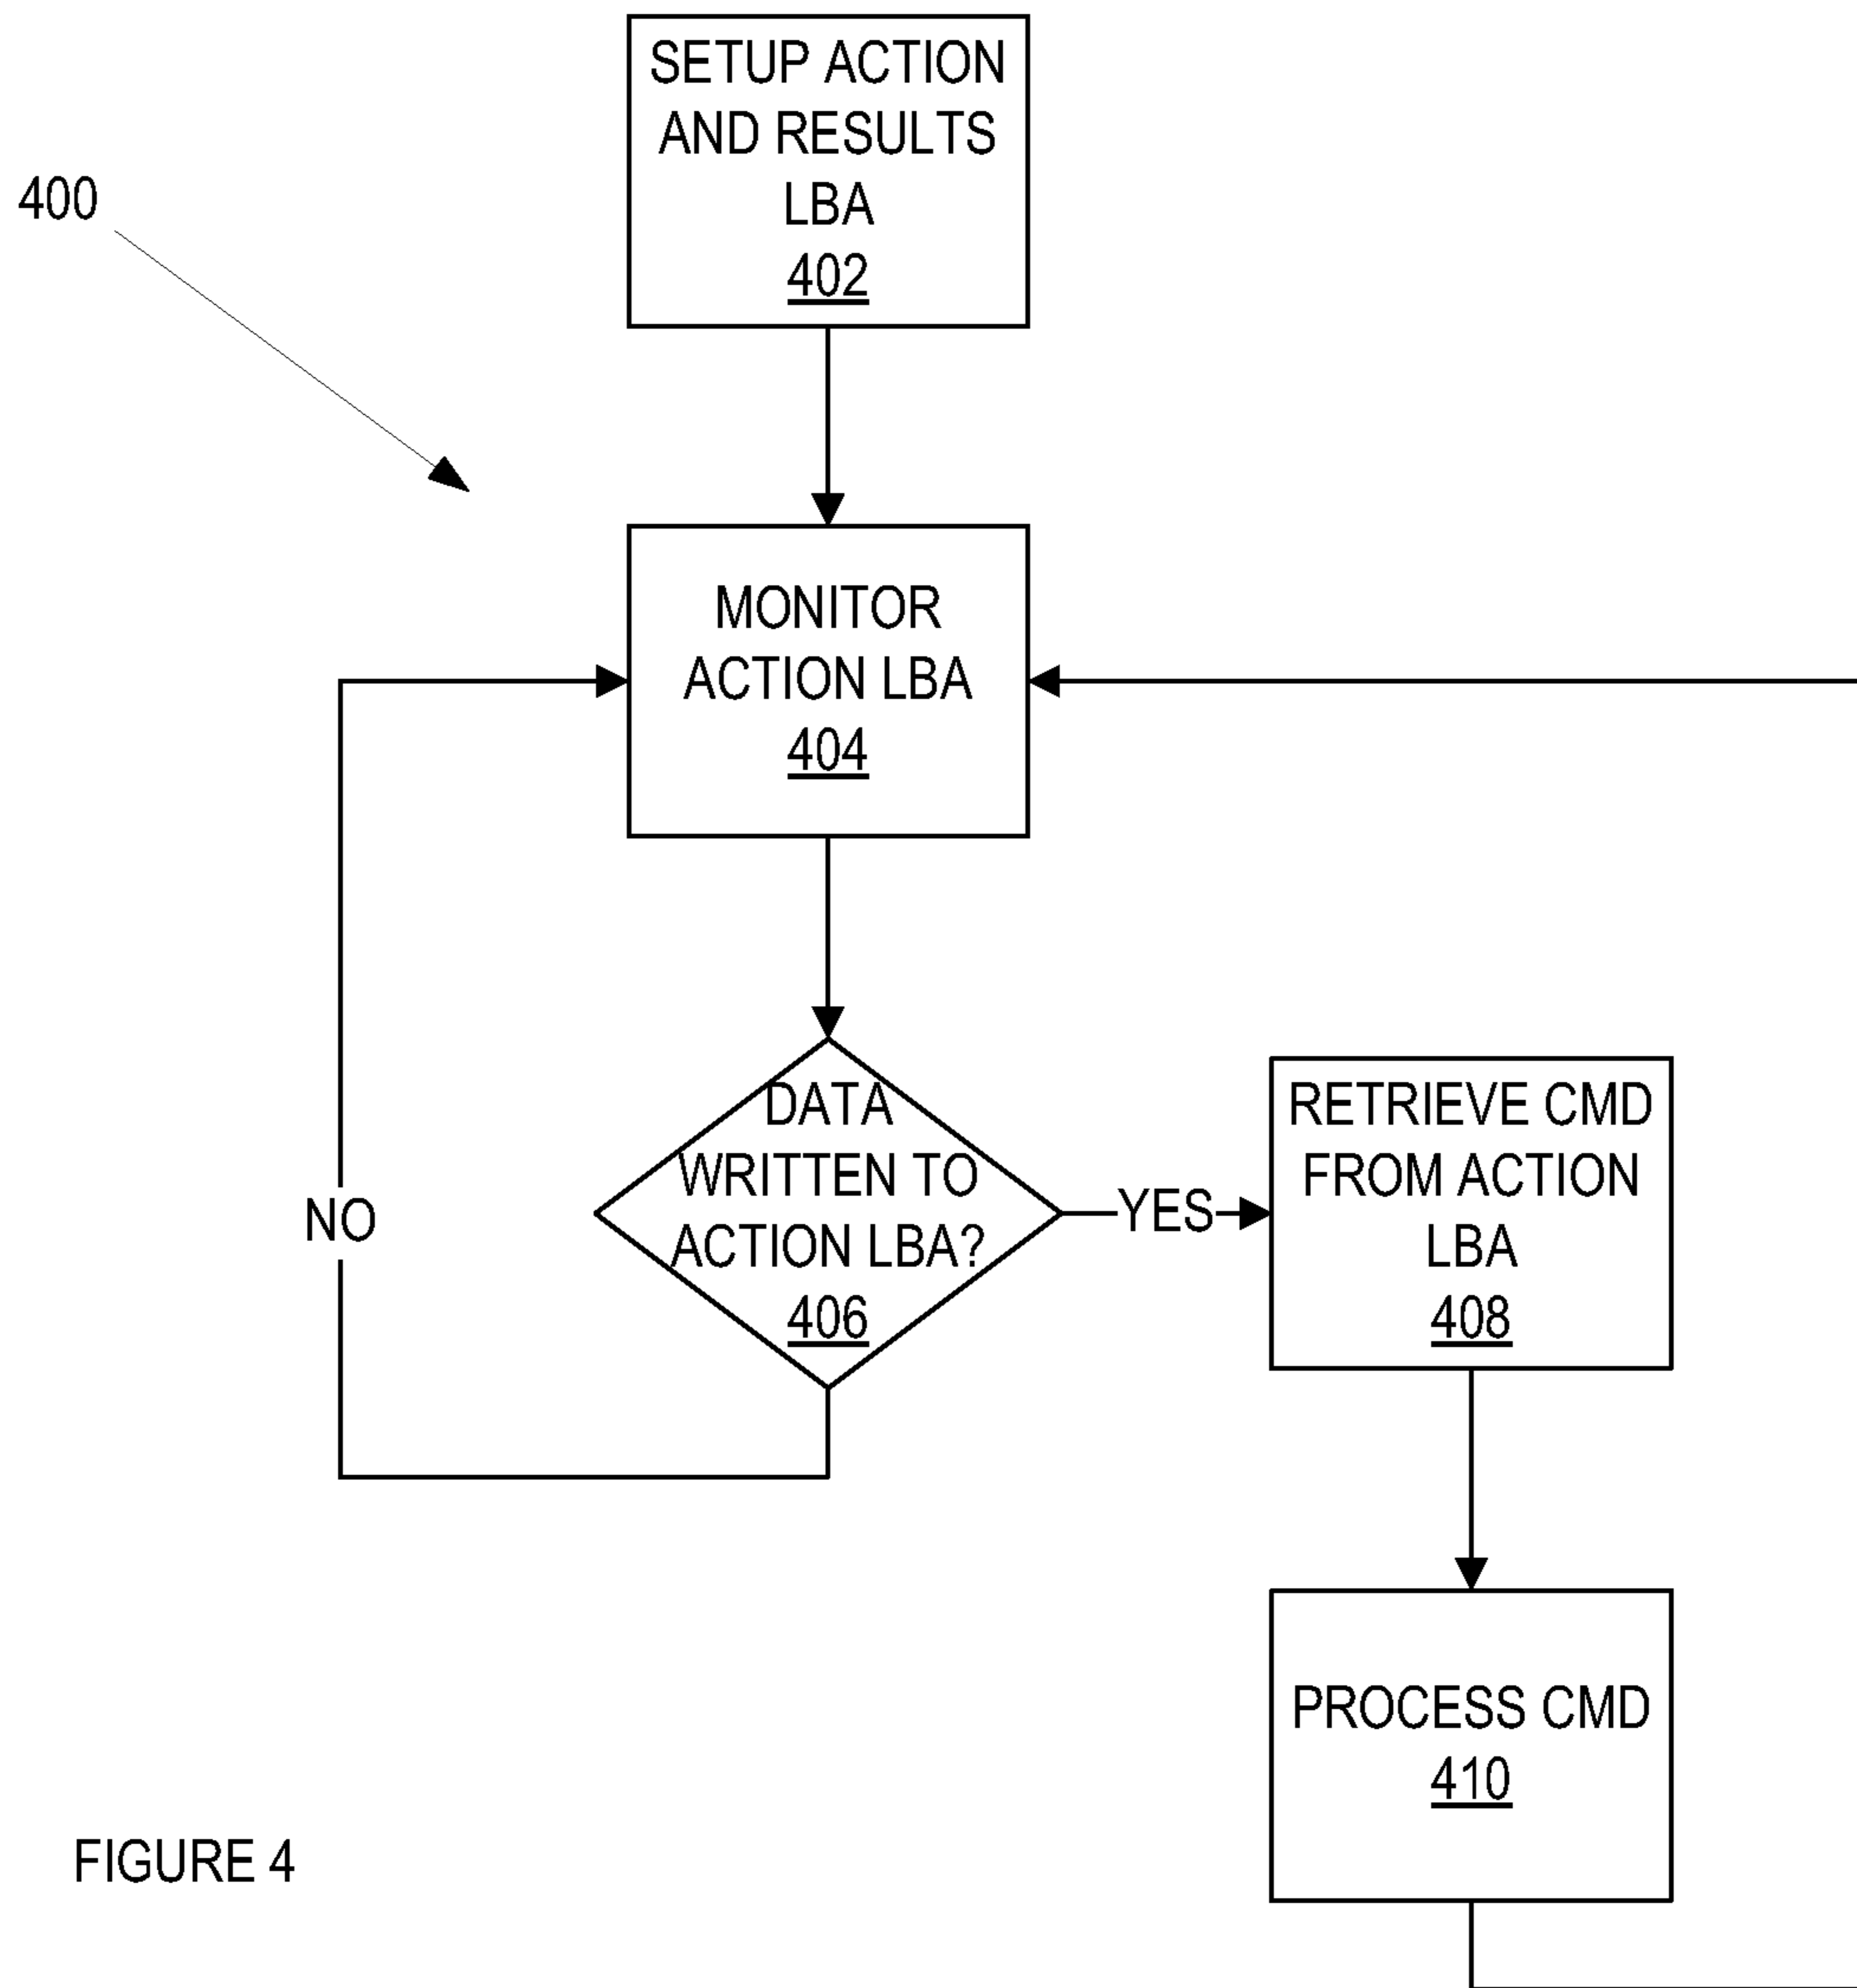 SETUP ACTION
AND RESULTS
LBA
402
400
MONITOR
ACTION LBA
404
DATA
WRITTEN TO
ACTION LBA?
406
NO
YES
RETRIEVE CMD
FROM ACTION
LBA
408
PROCESS CMD
410
FIGURE 4